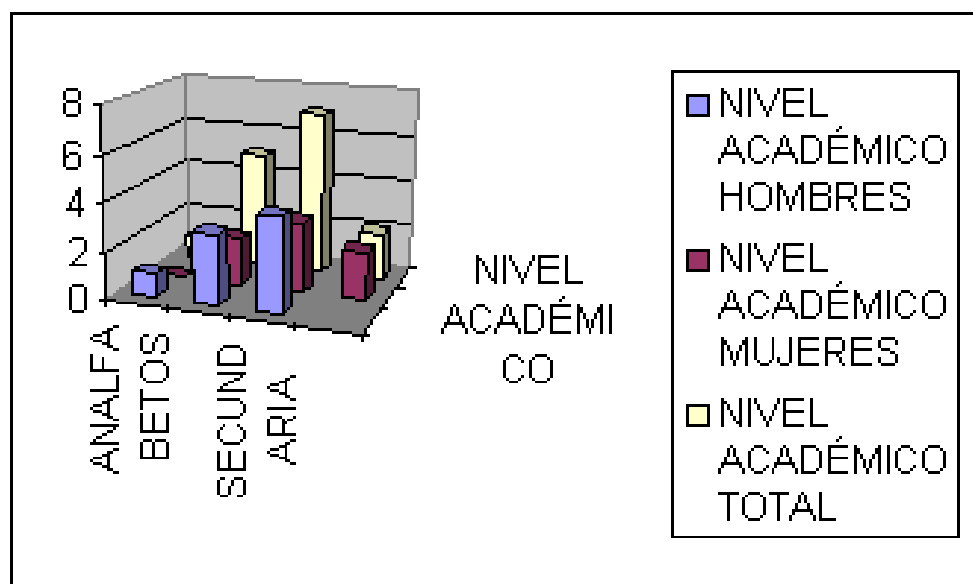 8
6
4
2
0
ANALFA
BETOS
SECUND
ARIA
NIVEL
ACADÉMI
CO
NIVEL
ACADÉMICO
HOMBRES
NIVEL
ACADÉMICO
MUJERES
NIVEL
ACADÉMICO
TOTAL